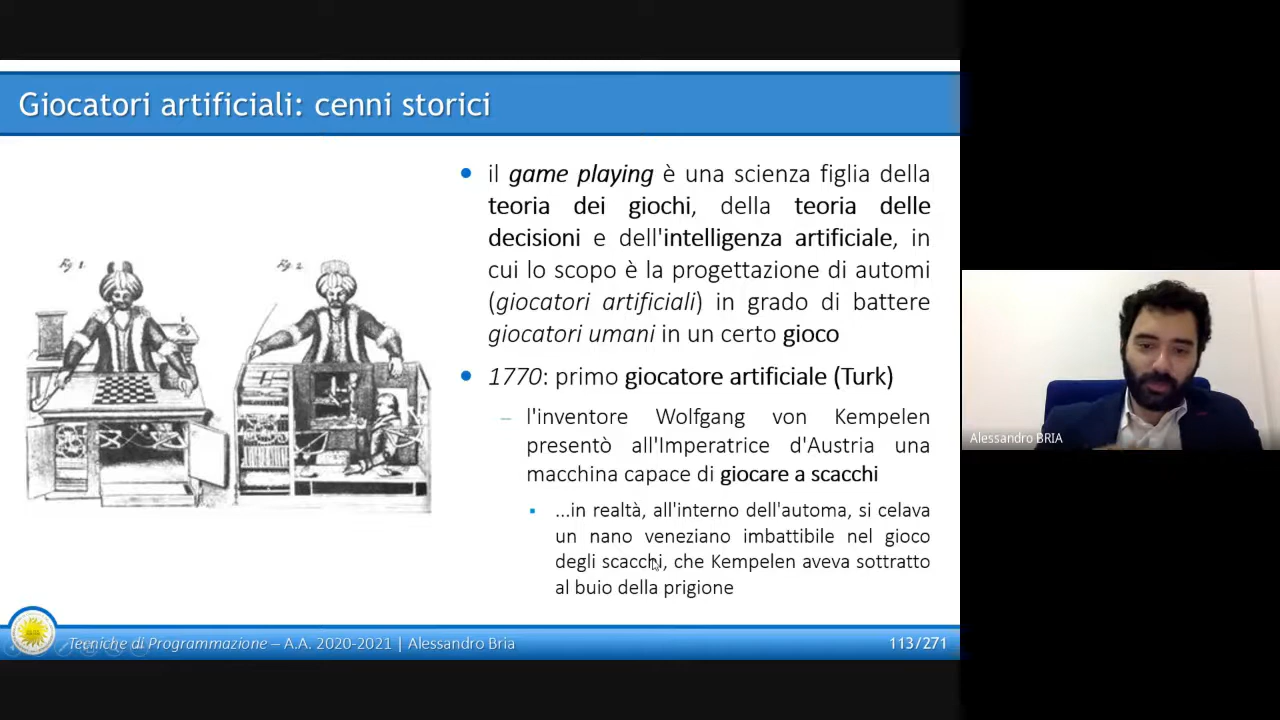 Giocatori artificiali: cenni storici
Fig 1.
Fig 2.
• il game playing è una scienza figlia della
teoria dei giochi, della teoria delle
decisioni e dell'intelligenza artificiale, in
cui lo scopo è la progettazione di automi
(giocatori artificiali) in grado di battere
giocatori umani in un certo gioco
• 1770: primo giocatore artificiale (Turk)
– l'inventore Wolfgang von Kempelen
presentò all'Imperatrice d'Austria una
macchina capace di giocare a scacchi
▪ ...in realtà, all'interno dell'automa, si celava
un nano veneziano imbattibile nel gioco
degli scacchi, che Kempelen aveva sottratto
al buio della prigione
Alessandro BRIA
Tecniche di Programmazione – A.A. 2020-2021 | Alessandro Bria
113/271